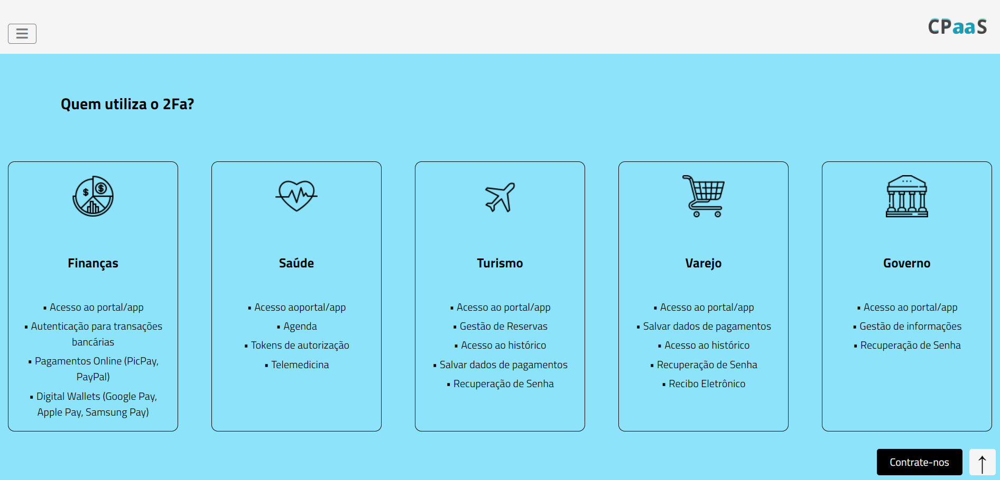 CPaaS
Quem utiliza o 2Fa?
Finanças
▪ Acesso ao portal/app
▪ Autenticação para transações
bancárias
▪ Pagamentos Online (PicPay,
PayPal)
▪ Digital Wallets (Google Pay,
Apple Pay, Samsung Pay)
Saúde
▪ Acesso aoportal/app
▪ Agenda
▪ Tokens de autorização
▪ Telemedicina
Turismo
▪ Acesso ao portal/app
▪ Gestão de Reservas
▪ Acesso ao histórico
▪ Salvar dados de pagamentos
▪ Recuperação de Senha
Varejo
▪ Acesso ao portal/app
▪ Salvar dados de pagamentos
▪ Acesso ao histórico
▪ Recuperação de Senha
▪ Recibo Eletrônico
Governo
▪ Acesso ao portal/app
▪ Gestão de informações
▪ Recuperação de Senha
Contrate-nos